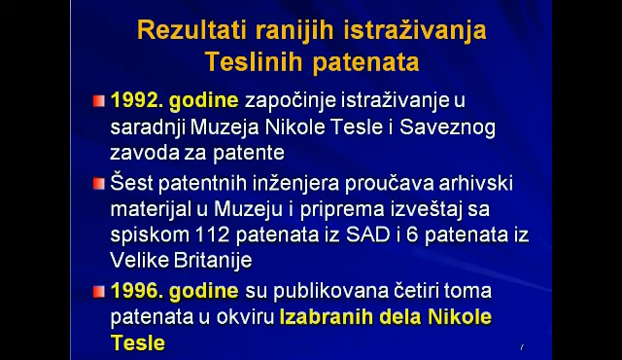 Rezultati ranijih istraživanja
Teslinih patenata
1992. godine započinje istraživanje u
saradnji Muzeja Nikole Tesle i Saveznog
zavoda za patente
Šest patentnih inženjera proučava arhivski
materijal u Muzeju i priprema izveštaj sa
spiskom 112 patenata iz SAD i 6 patenata iz
Velike Britanije
1996. godine su publikovana četiri toma
patenata u okviru Izabranih dela Nikole
Tesle
7